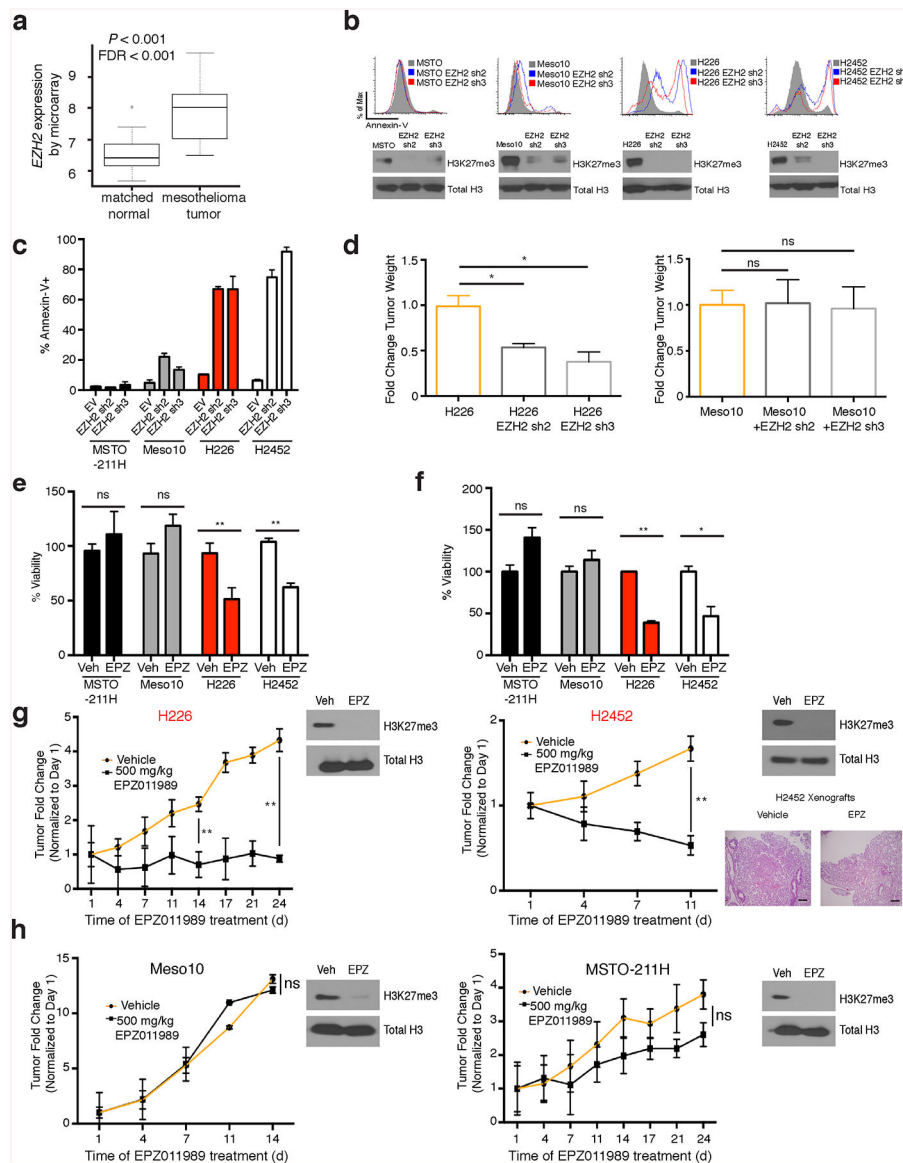 a
P < 0.001
FDR < 0.001
EZH2 expression
by microarray
9
8
7
6
matched
normal
mesothelioma
tumor
b
MSTO
MSTO EZH2 sh2
MSTO EZH2 sh3
Meso10
Meso10 EZH2 sh2
Meso10 EZH2 sh3
H226
H226 EZH2 sh2
H226 EZH2 sh3
H2452
H2452 EZH2 sh
H2452 EZH2 sh
% of Max
Annexin-V
MSTO
EZH2
sh2
EZH2
sh3
H3K27me3
Total H3
Meso10
EZH2
sh2
EZH2
sh3
H3K27me3
Total H3
H226
EZH2
sh2
EZH2
sh3
H3K27me3
Total H3
H2452
EZH2
sh2
EZH2
sh3
H3K27me3
Total H3
c
% Annexin-V+
100
80
60
40
20
0
EV
EZH2 sh2
EZH2 sh3
EV
EZH2 sh2
EZH2 sh3
EV
EZH2 sh2
EZH2 sh3
EV
EZH2 sh2
EZH2 sh3
MSTO
-211H
Meso10
H226
H2452
d
Fold Change Tumor Weight
1.5
1.0
0.5
0
*
*
H226
H226
EZH2 sh2
H226
EZH2 sh3
Fold Change Tumor Weight
1.5
1.0
0.5
0
ns
ns
Meso10
Meso10
+EZH2 sh2
Meso10
+EZH2 sh3
e
% Viability
150
100
50
0
ns
ns
**
**
Veh EPZ
Veh EPZ
Veh EPZ
Veh EPZ
MSTO
-211H
Meso10
H226
H2452
f
% Viability
200
150
100
50
0
ns
ns
**
*
Veh EPZ
Veh EPZ
Veh EPZ
Veh EPZ
MSTO
-211H
Meso10
H226
H2452
g
H226
Tumor Fold Change
(Normalized to Day 1)
5
4
3
2
1
0
Vehicle
500 mg/kg
EPZ011989
**
**
1 4 7 11 14 17 21 24
Time of EPZ011989 treatment (d)
Veh EPZ
H3K27me3
Total H3
H2452
Tumor Fold Change
(Normalized to Day 1)
2
1
0
Vehicle
500 mg/kg
EPZ011989
**
1 4 7 11
Time of EPZ011989 treatment (d)
Veh EPZ
H3K27me3
Total H3
H2452 Xenografts
Vehicle
EPZ
h
Meso10
Tumor Fold Change
(Normalized to Day 1)
15
10
5
0
Vehicle
500 mg/kg
EPZ011989
ns
1 4 7 11 14
Time of EPZ011989 treatment (d)
Veh EPZ
H3K27me3
Total H3
MSTO-211H
Tumor Fold Change
(Normalized to Day 1)
5
4
3
2
1
0
Vehicle
500 mg/kg
EPZ011989
ns
1 4 7 11 14 17 21 24
Time of EPZ011989 treatment (d)
Veh EPZ
H3K27me3
Total H3